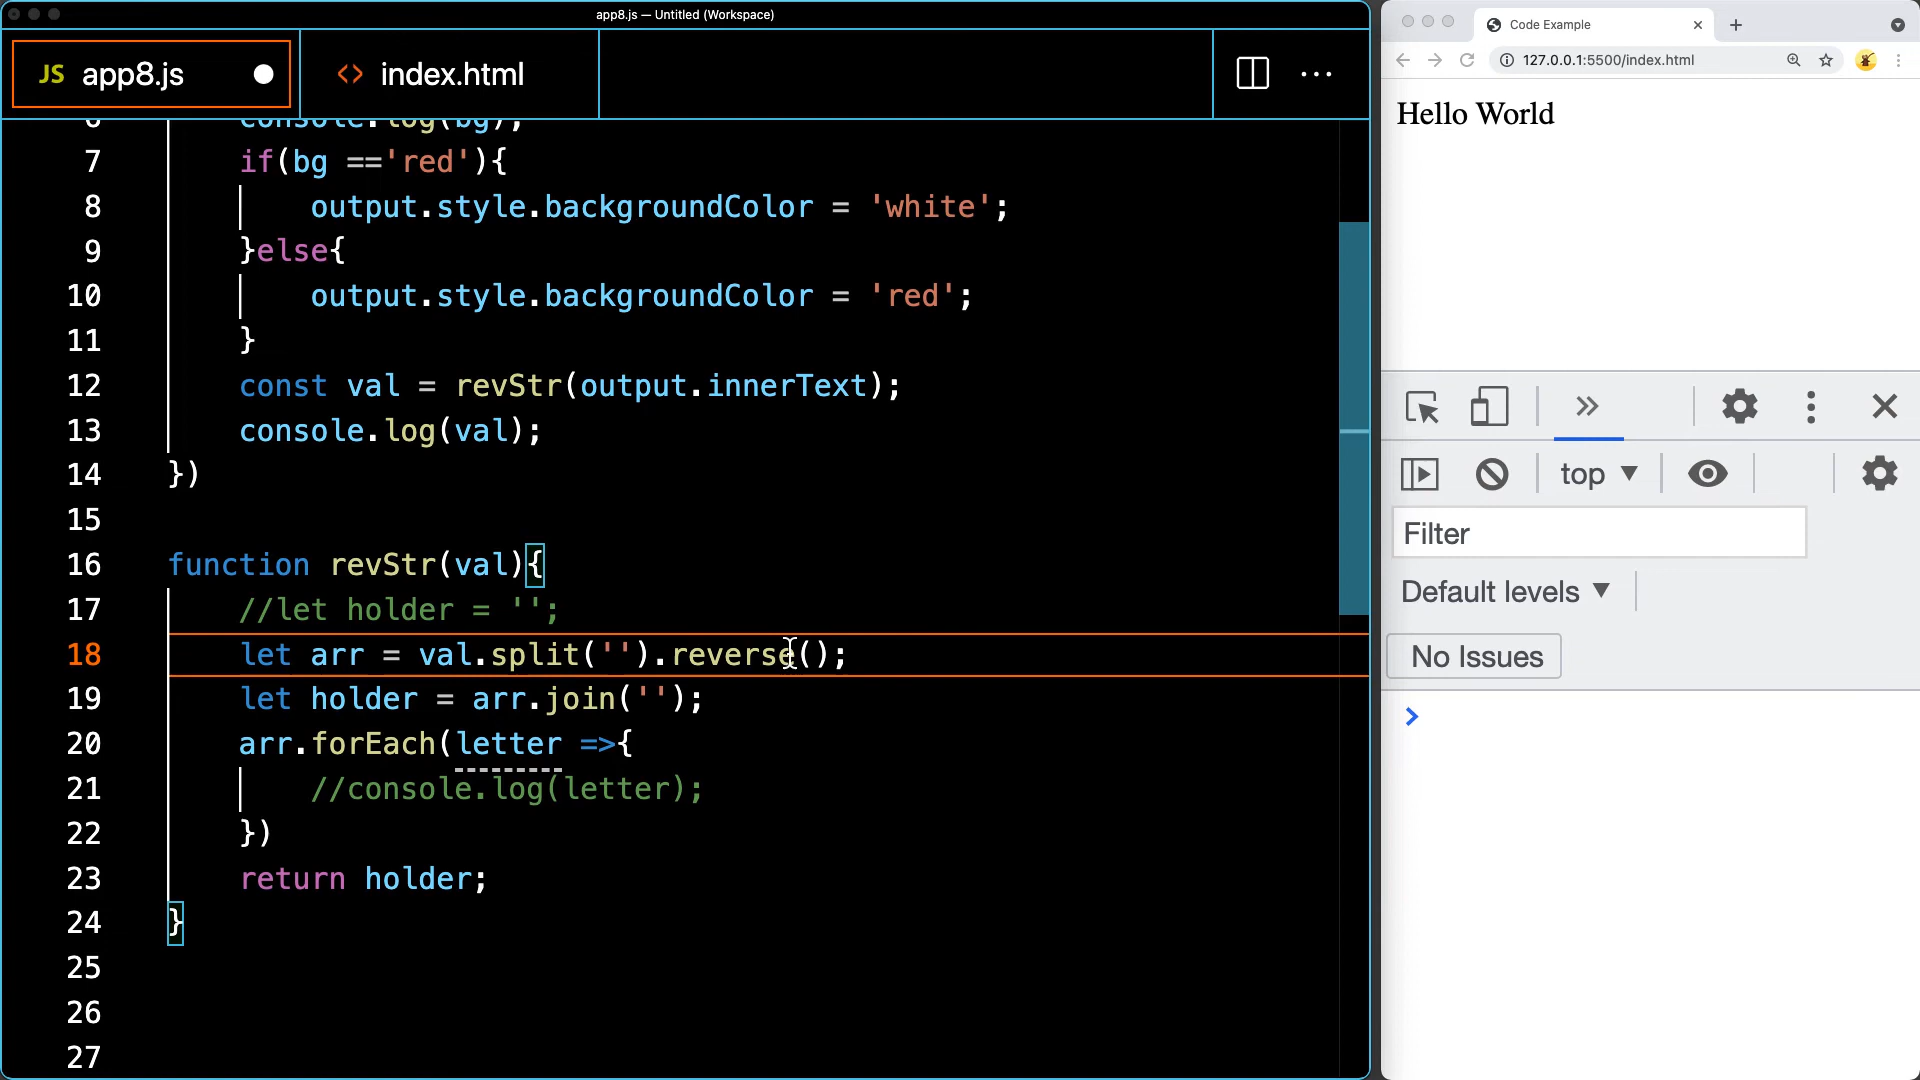 app8.js — Untitled (Workspace)
JS app8.js
<> index.html
6 console.log(bg);
7 if(bg =='red'){
8 output.style.backgroundColor = 'white';
9 }else{
10 output.style.backgroundColor = 'red';
11 }
12 const val = revStr(output.innerText);
13 console.log(val);
14 })
15
16 function revStr(val){
17 //let holder = '';
18 let arr = val.split('').reverse();
19 let holder = arr.join('');
20 arr.forEach(letter =>{
21 //console.log(letter);
22 })
23 return holder;
24 }
25
26
27
Code Example
127.0.0.1:5500/index.html
Hello World
top
Filter
Default levels
No Issues